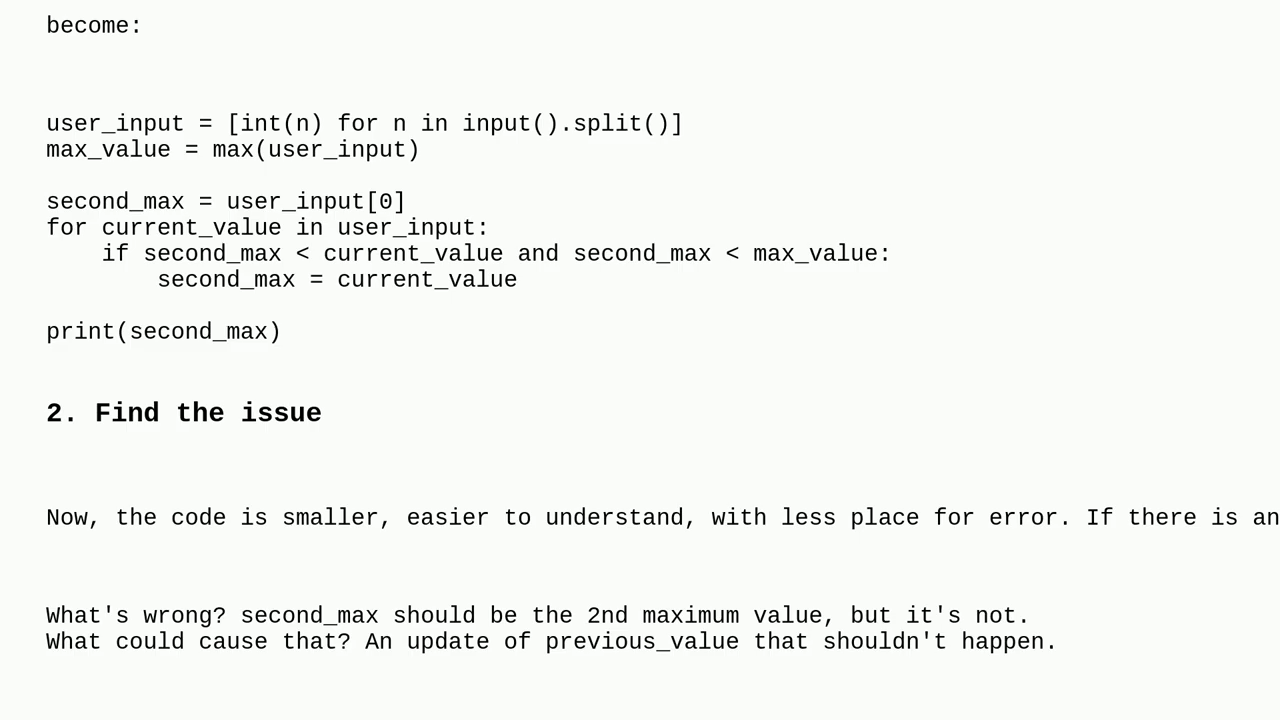 become:
user_input = [int(n) for n in input().split()]
max_value = max(user_input)
second_max = user_input[0]
for current_value in user_input:
    if second_max < current_value and second_max < max_value:
        second_max = current_value
print(second_max)
2. Find the issue
Now, the code is smaller, easier to understand, with less place for error. If there is an
What's wrong? second_max should be the 2nd maximum value, but it's not.
What could cause that? An update of previous_value that shouldn't happen.